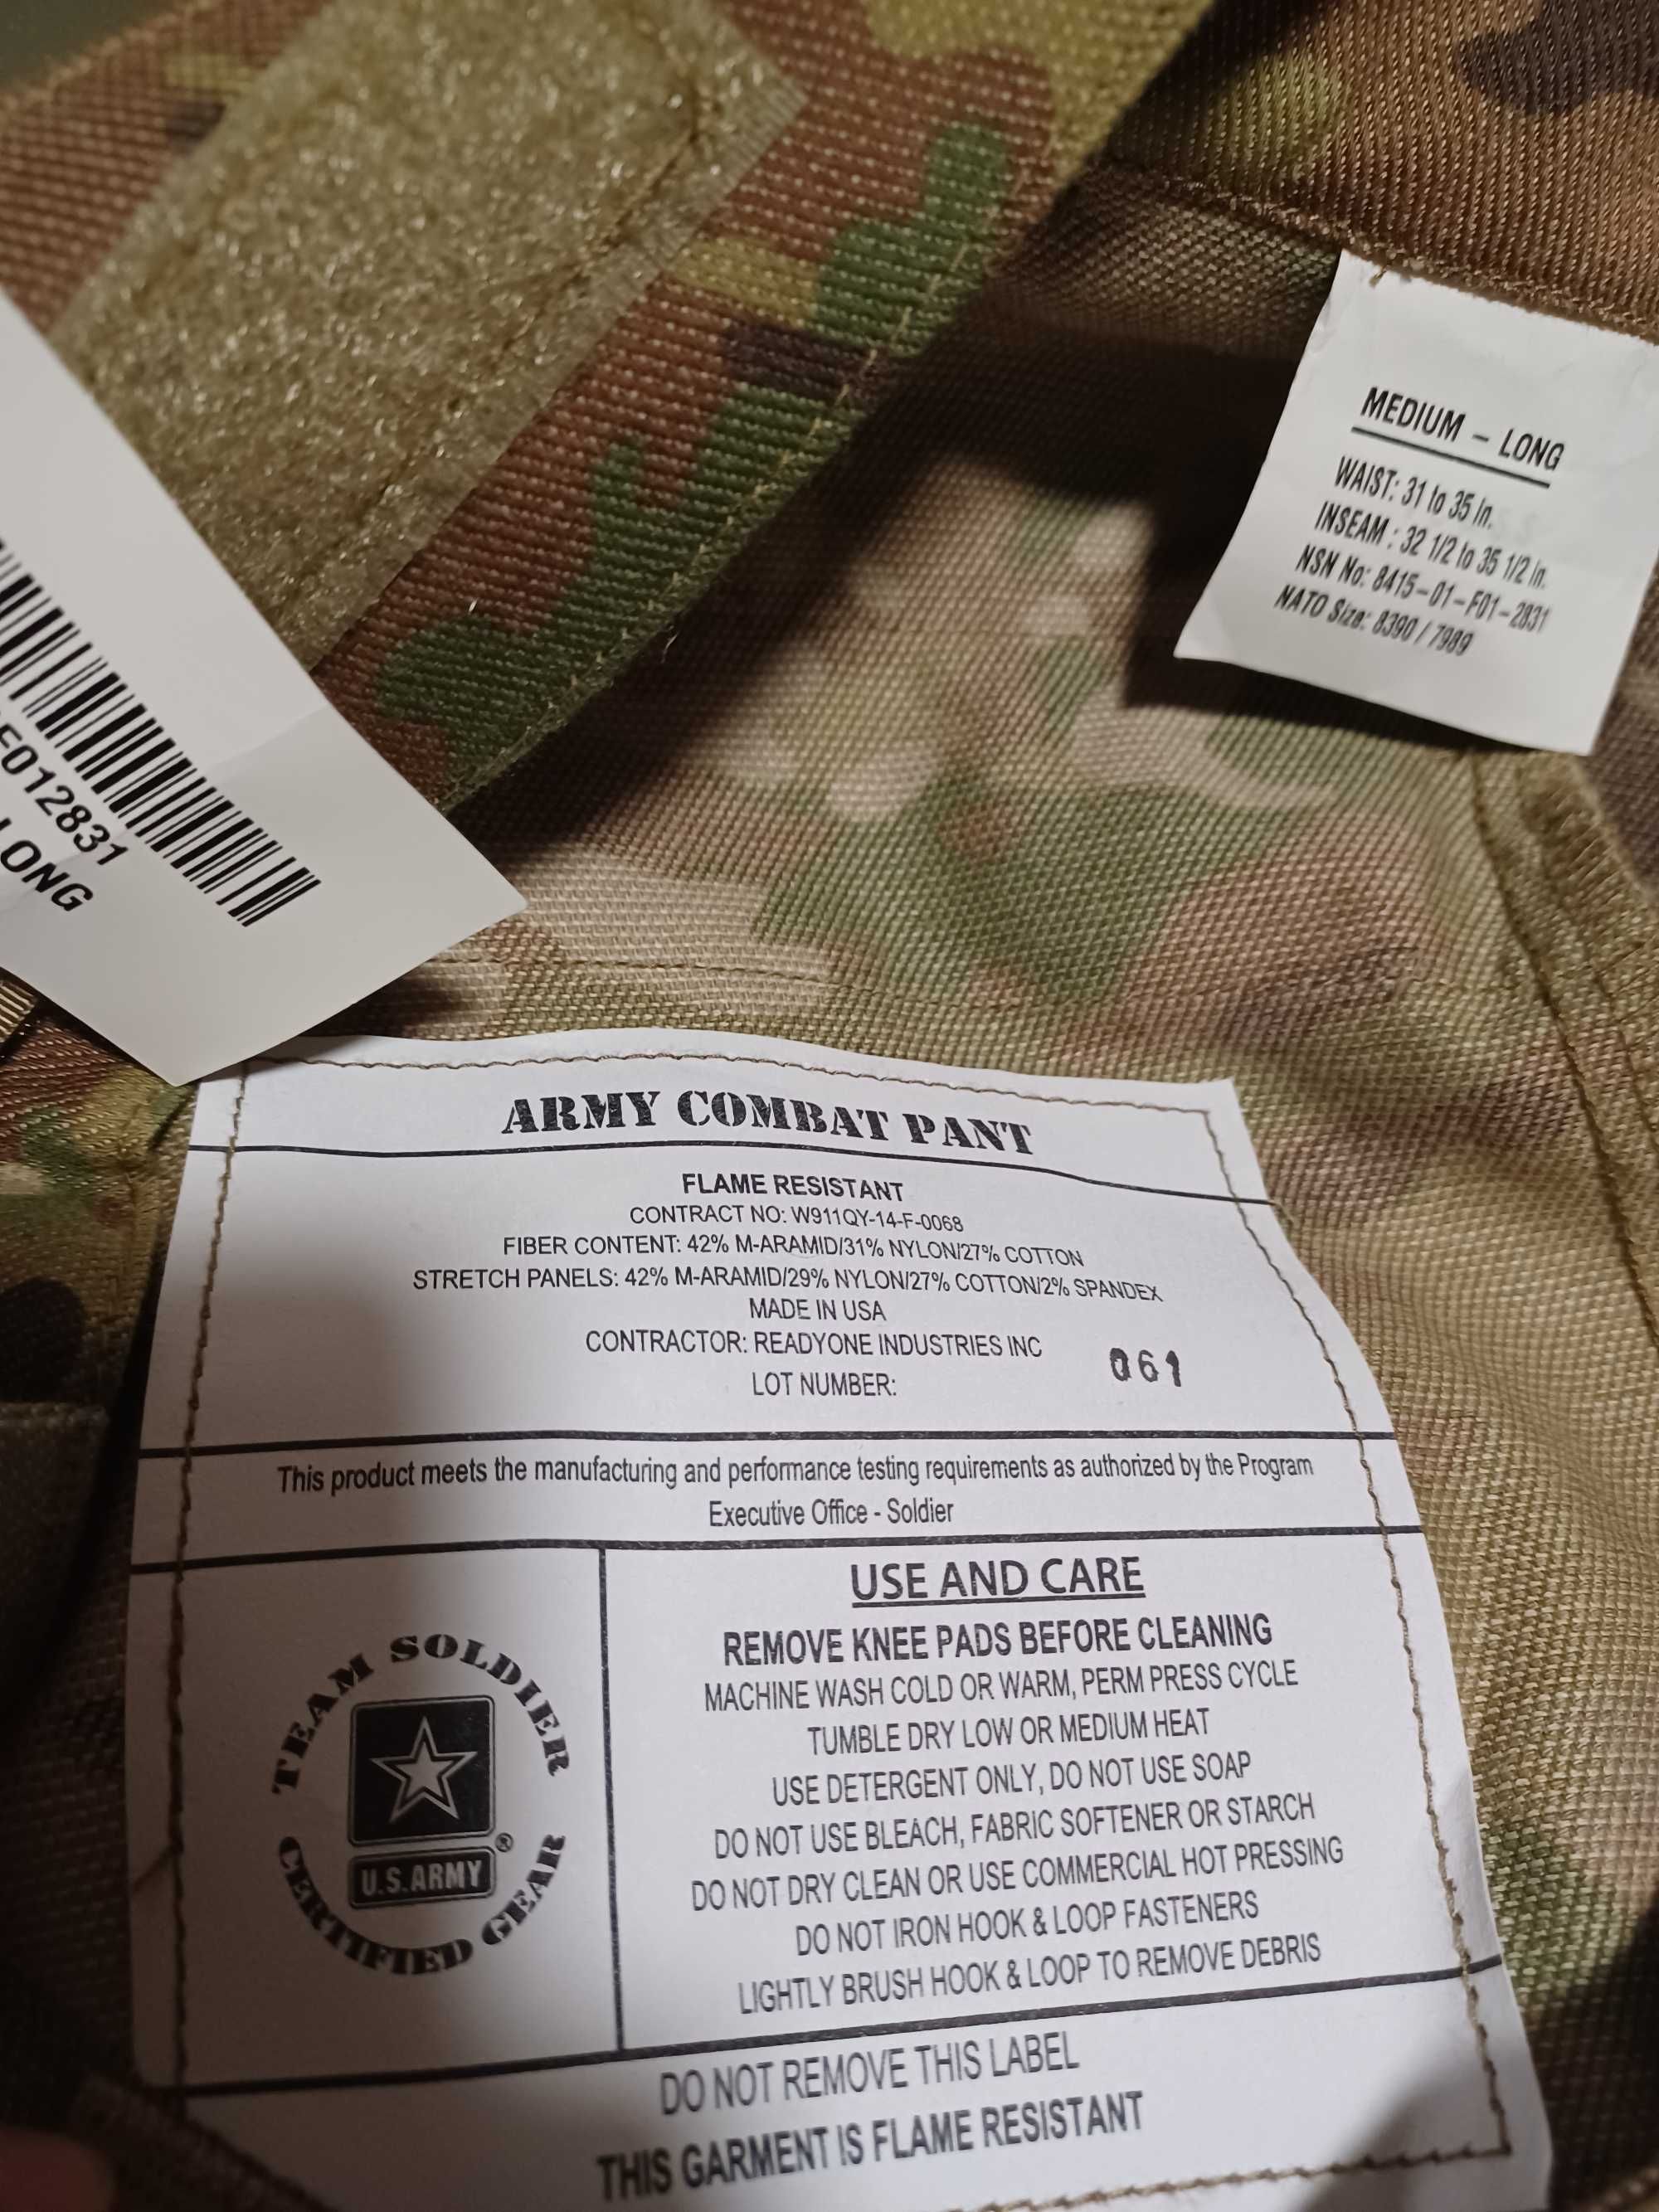 MEDIUM – LONG
WAIST: 31 to 35 In.
INSEAM : 32 1/2 to 35 1/2 in.
NSN No: 8415-01-F01-2831
NATO Size: 8390 / 7989
F012831
LONG
ARMY COMBAT PANT
FLAME RESISTANT
CONTRACT NO: W911QY-14-F-0068
FIBER CONTENT: 42% M-ARAMID/31% NYLON/27% COTTON
STRETCH PANELS: 42% M-ARAMID/29% NYLON/27% COTTON/2% SPANDEX
MADE IN USA
CONTRACTOR: READYONE INDUSTRIES INC
LOT NUMBER: 061
This product meets the manufacturing and performance testing requirements as authorized by the Program
Executive Office - Soldier
TEAM SOLDIER
U.S.ARMY ®
CERTIFIED GEAR
USE AND CARE
REMOVE KNEE PADS BEFORE CLEANING
MACHINE WASH COLD OR WARM, PERM PRESS CYCLE
TUMBLE DRY LOW OR MEDIUM HEAT
USE DETERGENT ONLY, DO NOT USE SOAP
DO NOT USE BLEACH, FABRIC SOFTENER OR STARCH
DO NOT DRY CLEAN OR USE COMMERCIAL HOT PRESSING
DO NOT IRON HOOK & LOOP FASTENERS
LIGHTLY BRUSH HOOK & LOOP TO REMOVE DEBRIS
DO NOT REMOVE THIS LABEL
THIS GARMENT IS FLAME RESISTANT